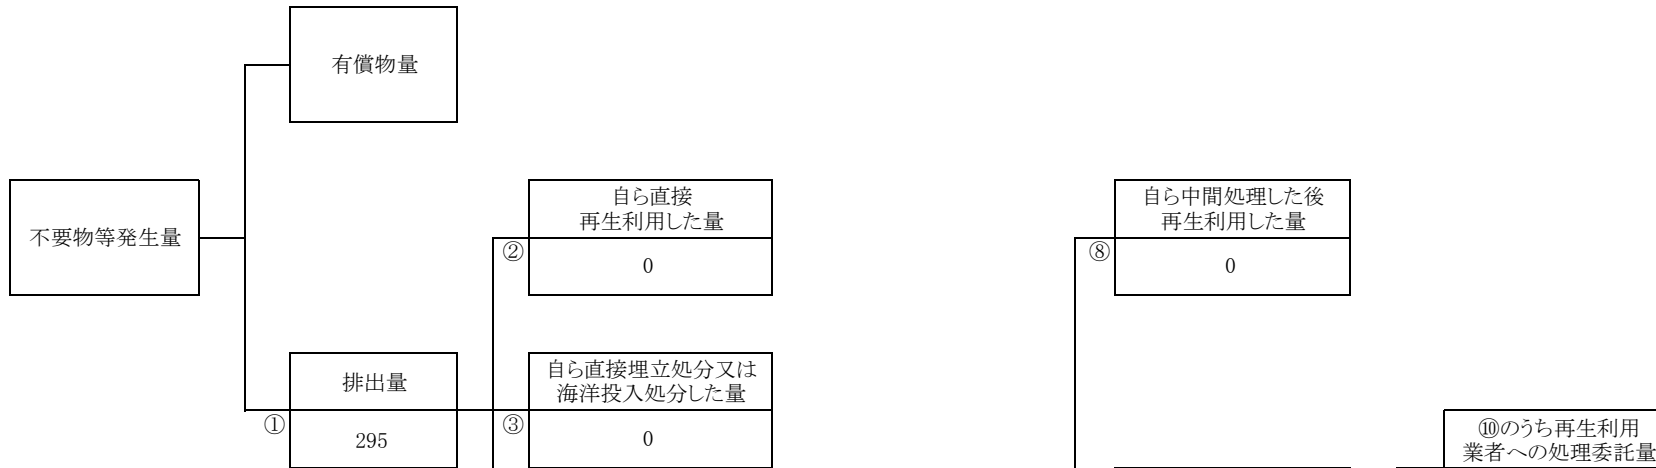 有償物量
不要物等発生量
自ら直接
再生利用した量
②
0
自ら中間処理した後
再生利用した量
⑧
0
排出量
①
295
自ら直接埋立処分又は
海洋投入処分した量
③
0
⑩のうち再生利用
業者への処理委託量